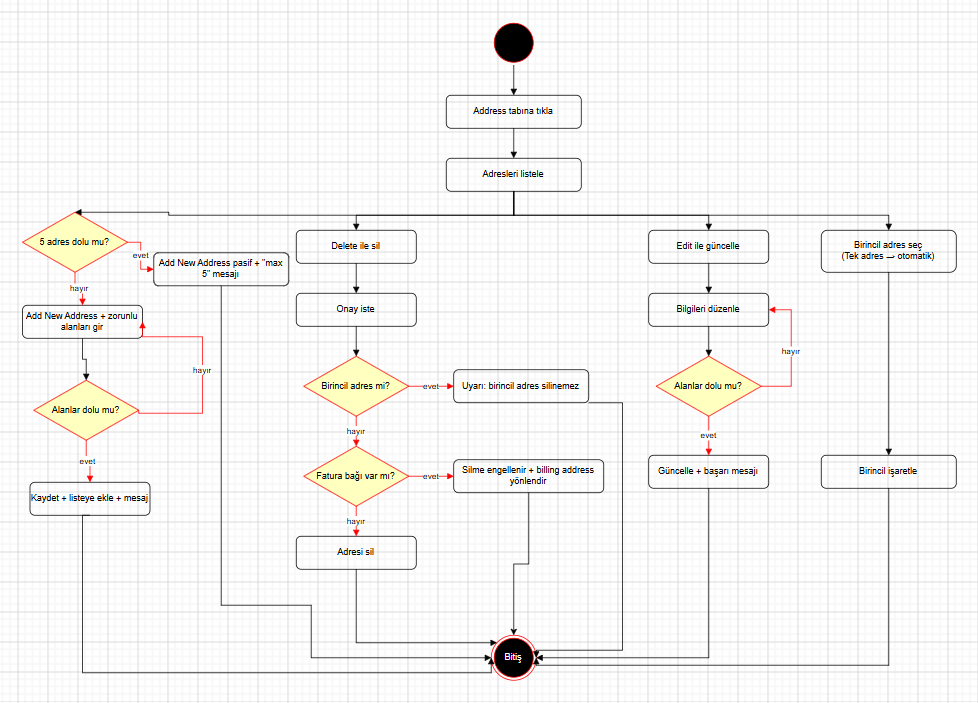 Address tabına tıkla
Adresleri listele
5 adres dolu mu?
evet
Add New Address pasif + "max
5" mesajı
hayır
Add New Address + zorunlu
alanları gir
hayır
Alanlar dolu mu?
evet
Kaydet + listeye ekle + mesaj
Delete ile sil
Onay iste
Birincil adres mi?
evet
Uyarı: birincil adres silinemez
hayır
Fatura bağı var mı?
evet
Silme engellenir + billing address
yönlendir
hayır
Adresi sil
Edit ile güncelle
Bilgileri düzenle
hayır
Alanlar dolu mu?
evet
Güncelle + başarı mesajı
Birincil adres seç
(Tek adres → otomatik)
Birincil işaretle
Bitiş